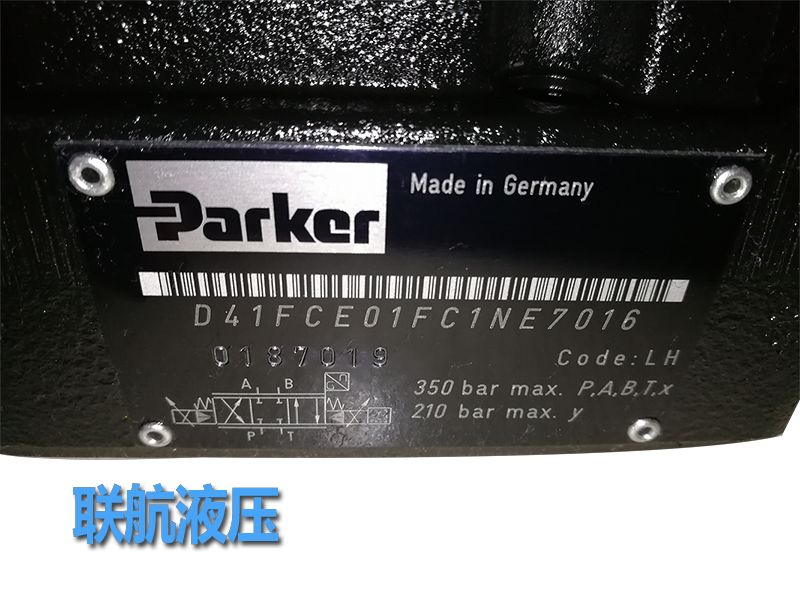 Parker
Made in Germany
D41FCE01FC1NE7016
0187019
Code: LH
350 bar max. P,A,B,T,x
210 bar max. y
A B
P T
联航液压